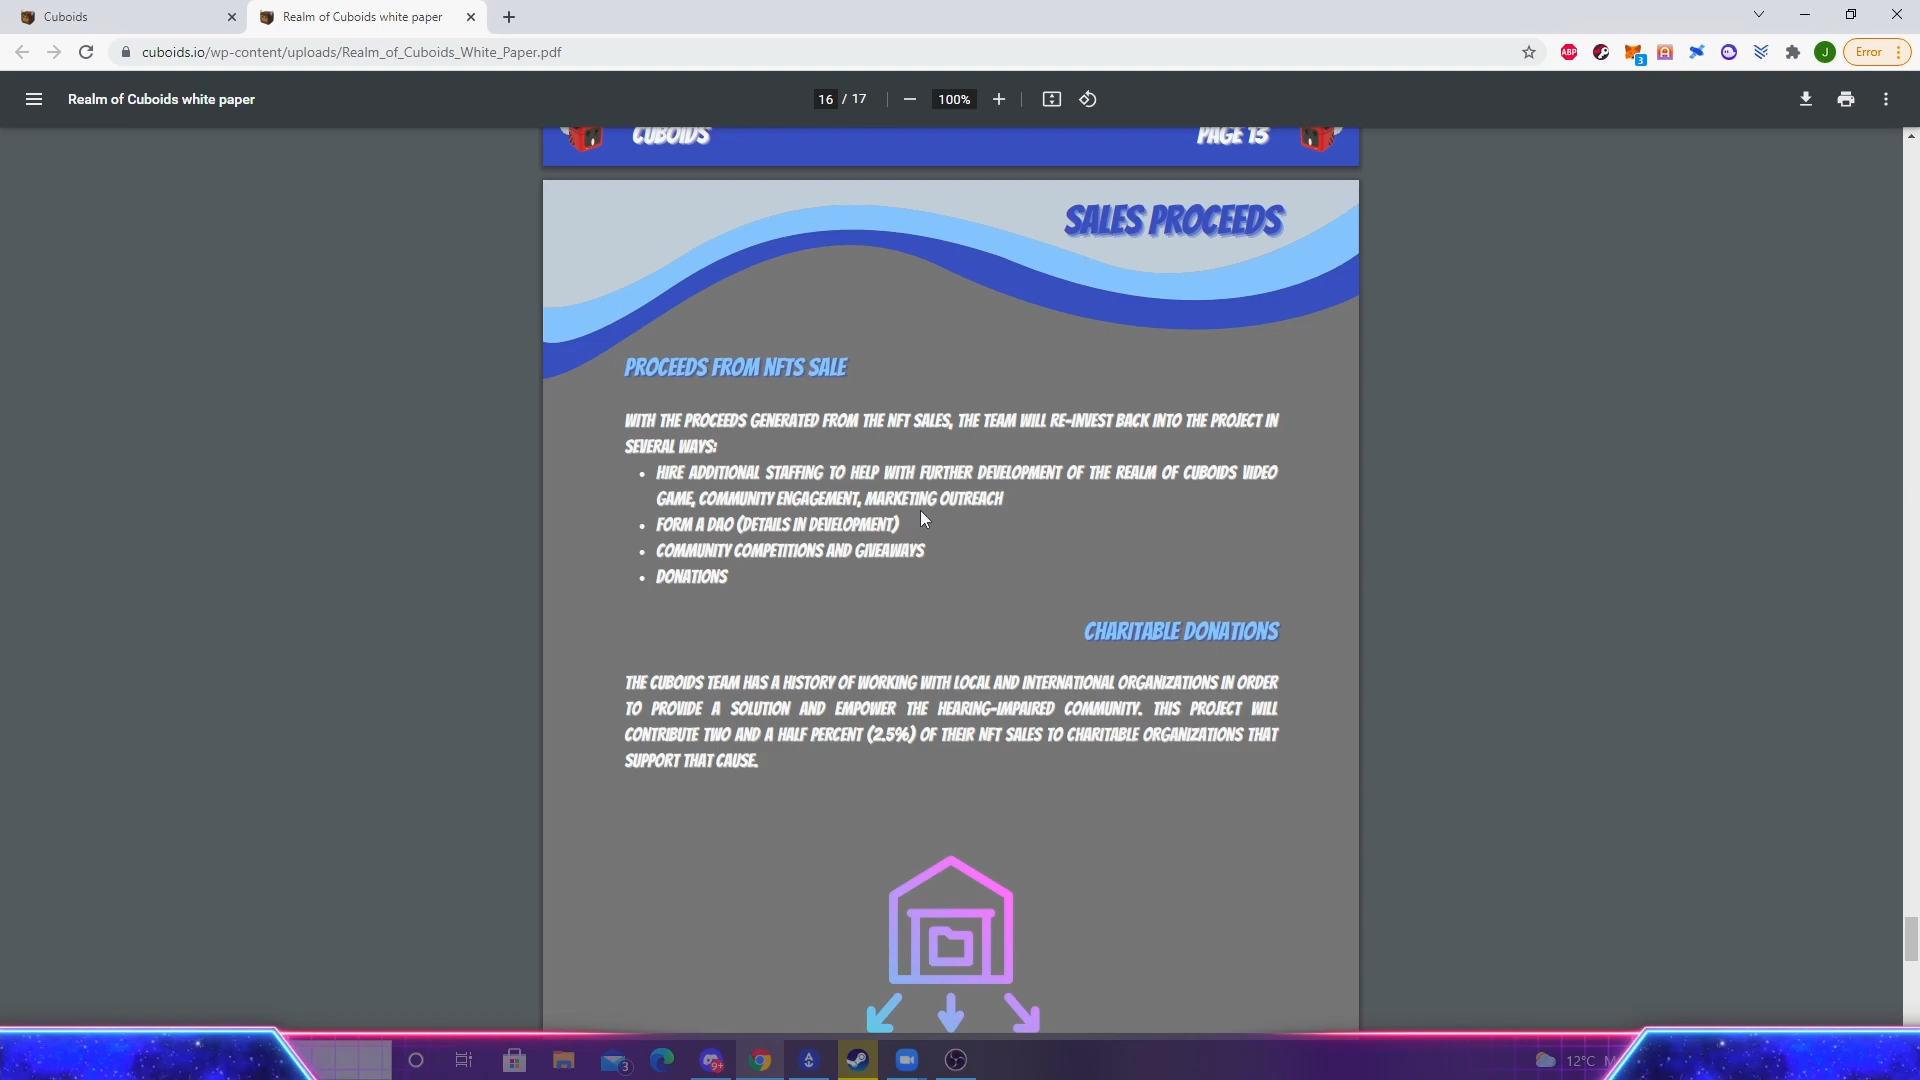 Cuboids
Realm of Cuboids white paper
cuboids.io/wp-content/uploads/Realm_of_Cuboids_White_Paper.pdf
ABP
3
J
Error
Realm of Cuboids white paper
16 / 17
100%
CUBOIDS
PAGE 13
SALES PROCEEDS
PROCEEDS FROM NFTS SALE
WITH THE PROCEEDS GENERATED FROM THE NFT SALES, THE TEAM WILL RE-INVEST BACK INTO THE PROJECT IN
SEVERAL WAYS:
• HIRE ADDITIONAL STAFFING TO HELP WITH FURTHER DEVELOPMENT OF THE REALM OF CUBOIDS VIDEO
GAME, COMMUNITY ENGAGEMENT, MARKETING OUTREACH
• FORM A DAO (DETAILS IN DEVELOPMENT)
• COMMUNITY COMPETITIONS AND GIVEAWAYS
• DONATIONS
CHARITABLE DONATIONS
THE CUBOIDS TEAM HAS A HISTORY OF WORKING WITH LOCAL AND INTERNATIONAL ORGANIZATIONS IN ORDER
TO PROVIDE A SOLUTION AND EMPOWER THE HEARING-IMPAIRED COMMUNITY. THIS PROJECT WILL
CONTRIBUTE TWO AND A HALF PERCENT (2.5%) OF THEIR NFT SALES TO CHARITABLE ORGANIZATIONS THAT
SUPPORT THAT CAUSE.
3
9+
12°C